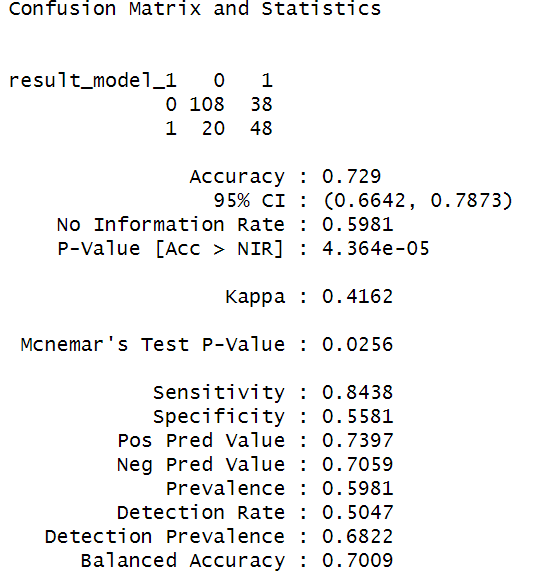 Confusion Matrix and Statistics
result_model_1 0 1
0 108 38
1 20 48
Accuracy : 0.729
95% CI : (0.6642, 0.7873)
No Information Rate : 0.5981
P-Value [Acc > NIR] : 4.364e-05
Kappa : 0.4162
Mcnemar's Test P-Value : 0.0256
Sensitivity : 0.8438
Specificity : 0.5581
Pos Pred Value : 0.7397
Neg Pred Value : 0.7059
Prevalence : 0.5981
Detection Rate : 0.5047
Detection Prevalence : 0.6822
Balanced Accuracy : 0.7009